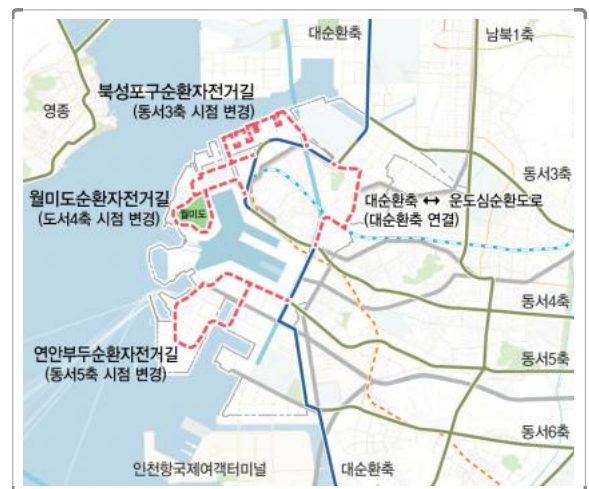 대순환축
남북1축
북성포구순환자전거길
(동서3축 시점 변경)
영종
동서3축
월미도순환자전거길
(도서4축 시점 변경)
월미도
대순환축 ↔ 운도심순환도로
(대순환축 연결)
동서4축
연안부두순환자전거길
(동서5축 시점 변경)
동서5축
동서6축
인천항국제여객터미널
대순환축